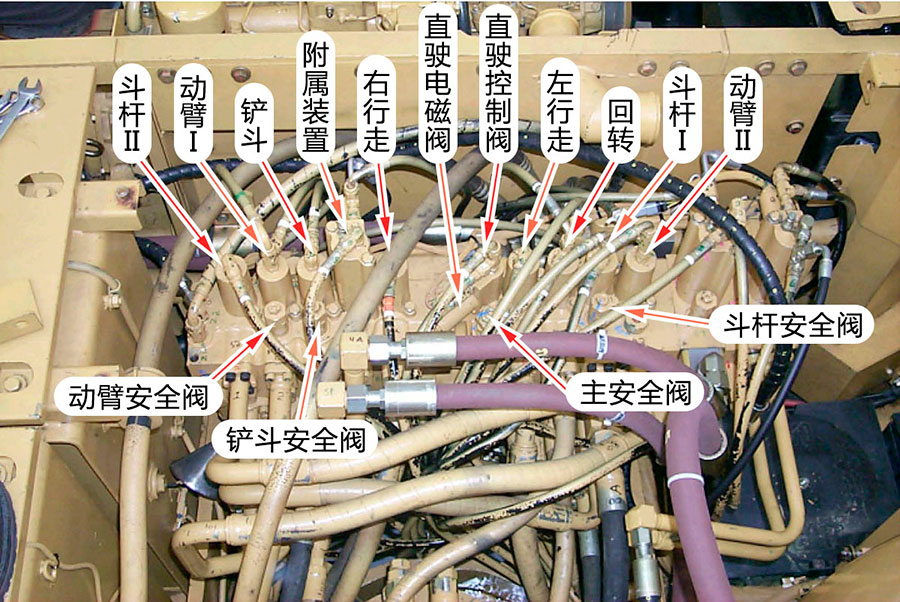 斗杆II
动臂I
铲斗
附属装置
右行走
直驶电磁阀
直驶控制阀
左行走
回转
斗杆I
动臂II
斗杆安全阀
动臂安全阀
主安全阀
铲斗安全阀
4A